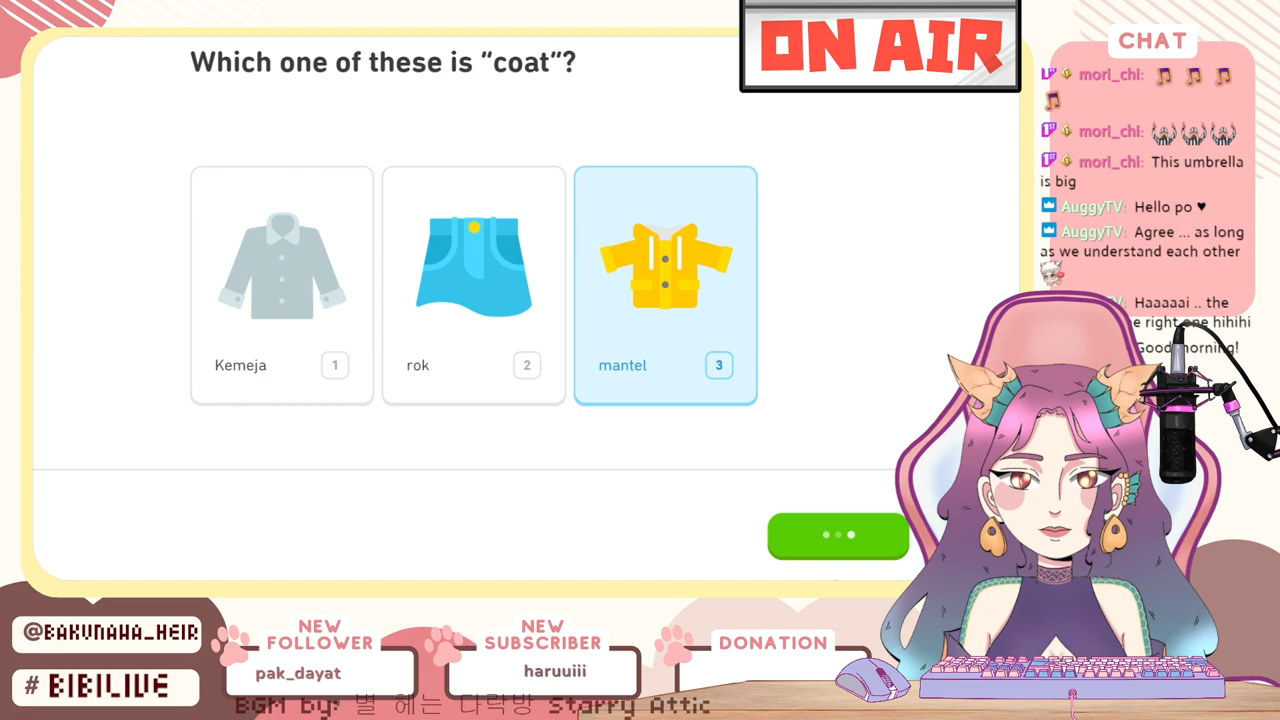 Which one of these is “coat“?
ON AIR
CHAT
mori_chi:
mori_chi:
mori_chi: This umbrella
is big
AuggyTV: Hello po ♥
AuggyTV: Agree ... as long
as we understand each other
V: Haaaaai .. the
e right one hihihi
Good morning!
Kemeja 1
rok 2
mantel 3
@BAKUNAWA_HEIR
# BIBILIVE
NEW
FOLLOWER
pak_dayat
NEW
SUBSCRIBER
haruuiii
DONATION
BGM by: 별 헤는 다락방 Starry Attic